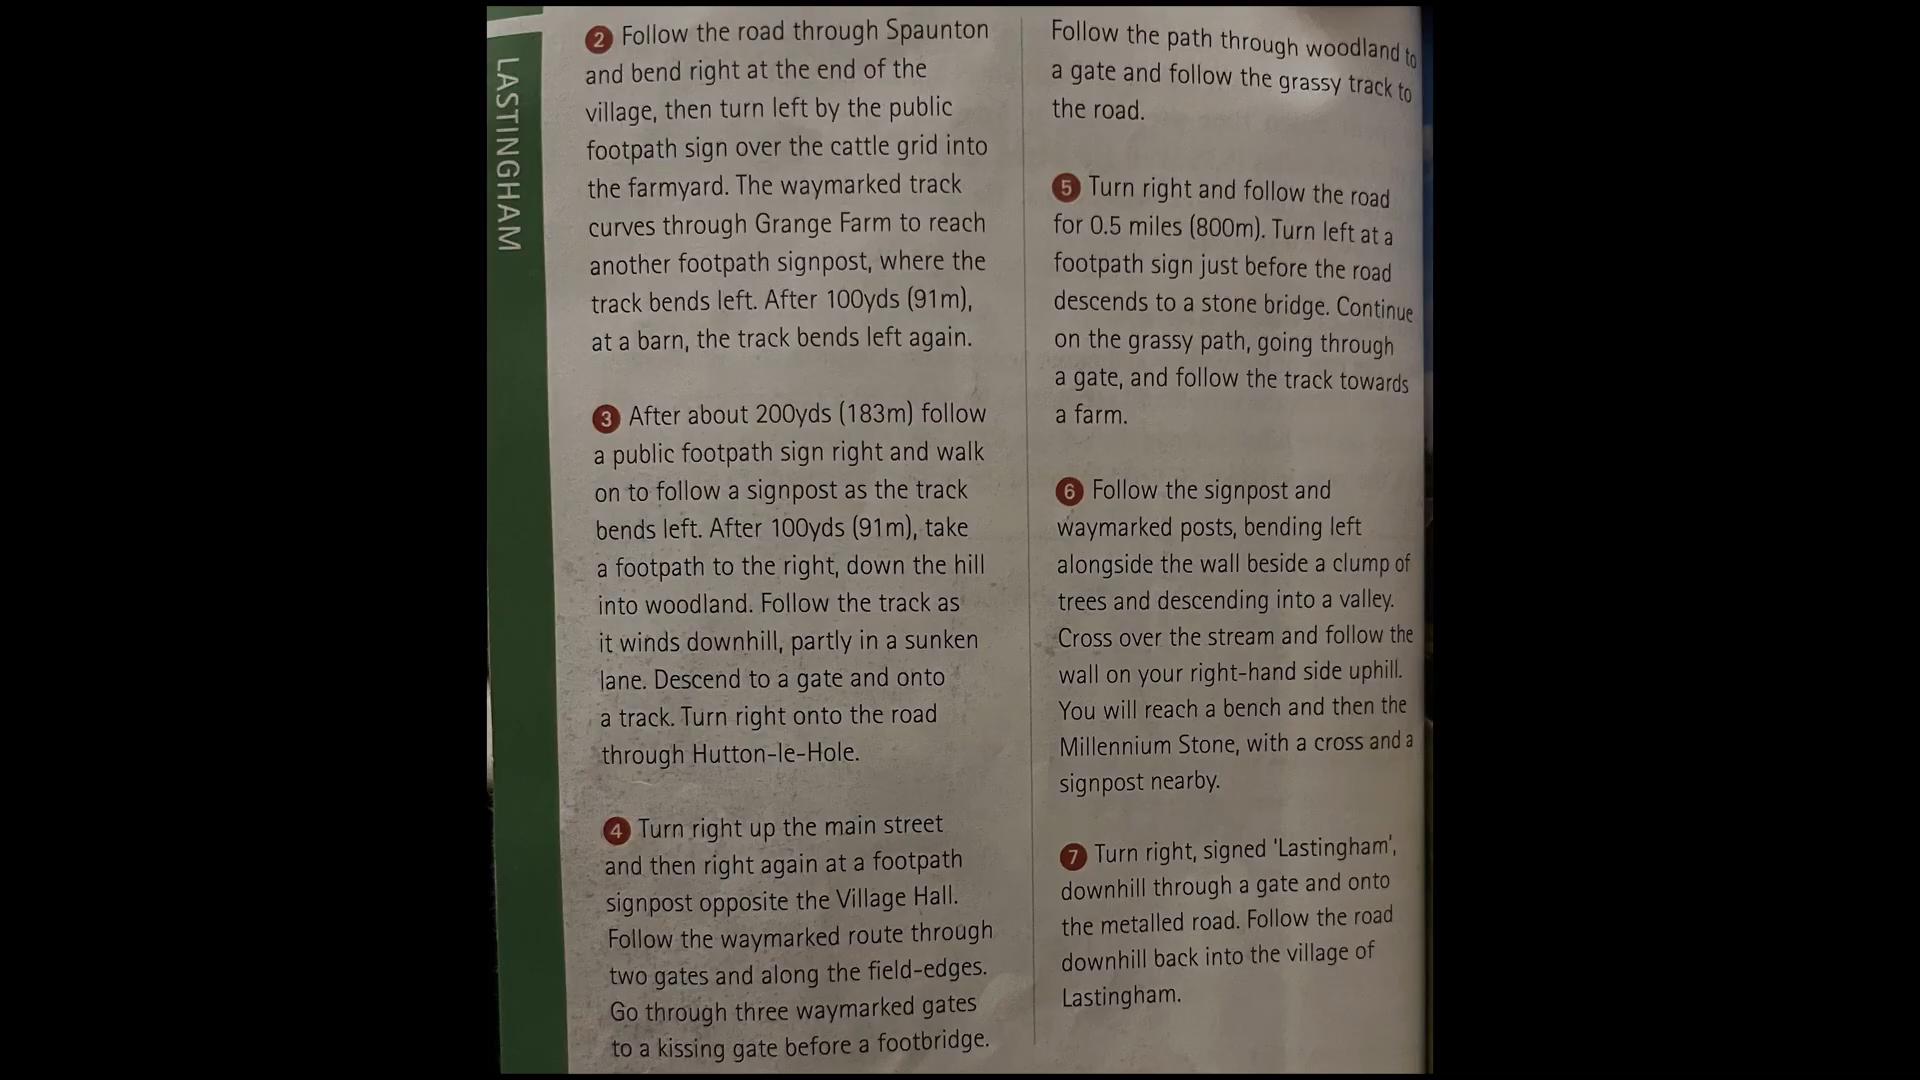 LASTINGHAM
2 Follow the road through Spaunton
and bend right at the end of the
village, then turn left by the public
footpath sign over the cattle grid into
the farmyard. The waymarked track
curves through Grange Farm to reach
another footpath signpost, where the
track bends left. After 100yds (91m),
at a barn, the track bends left again.
3 After about 200yds (183m) follow
a public footpath sign right and walk
on to follow a signpost as the track
bends left. After 100yds (91m), take
a footpath to the right, down the hill
into woodland. Follow the track as
it winds downhill, partly in a sunken
lane. Descend to a gate and onto
a track. Turn right onto the road
through Hutton-le-Hole.
4 Turn right up the main street
and then right again at a footpath
signpost opposite the Village Hall.
Follow the waymarked route through
two gates and along the field-edges.
Go through three waymarked gates
to a kissing gate before a footbridge.
Follow the path through woodland to
a gate and follow the grassy track to
the road.
5 Turn right and follow the road
for 0.5 miles (800m). Turn left at a
footpath sign just before the road
descends to a stone bridge. Continue
on the grassy path, going through
a gate, and follow the track towards
a farm.
6 Follow the signpost and
waymarked posts, bending left
alongside the wall beside a clump of
trees and descending into a valley.
Cross over the stream and follow the
wall on your right-hand side uphill.
You will reach a bench and then the
Millennium Stone, with a cross and a
signpost nearby.
7 Turn right, signed 'Lastingham',
downhill through a gate and onto
the metalled road. Follow the road
downhill back into the village of
Lastingham.